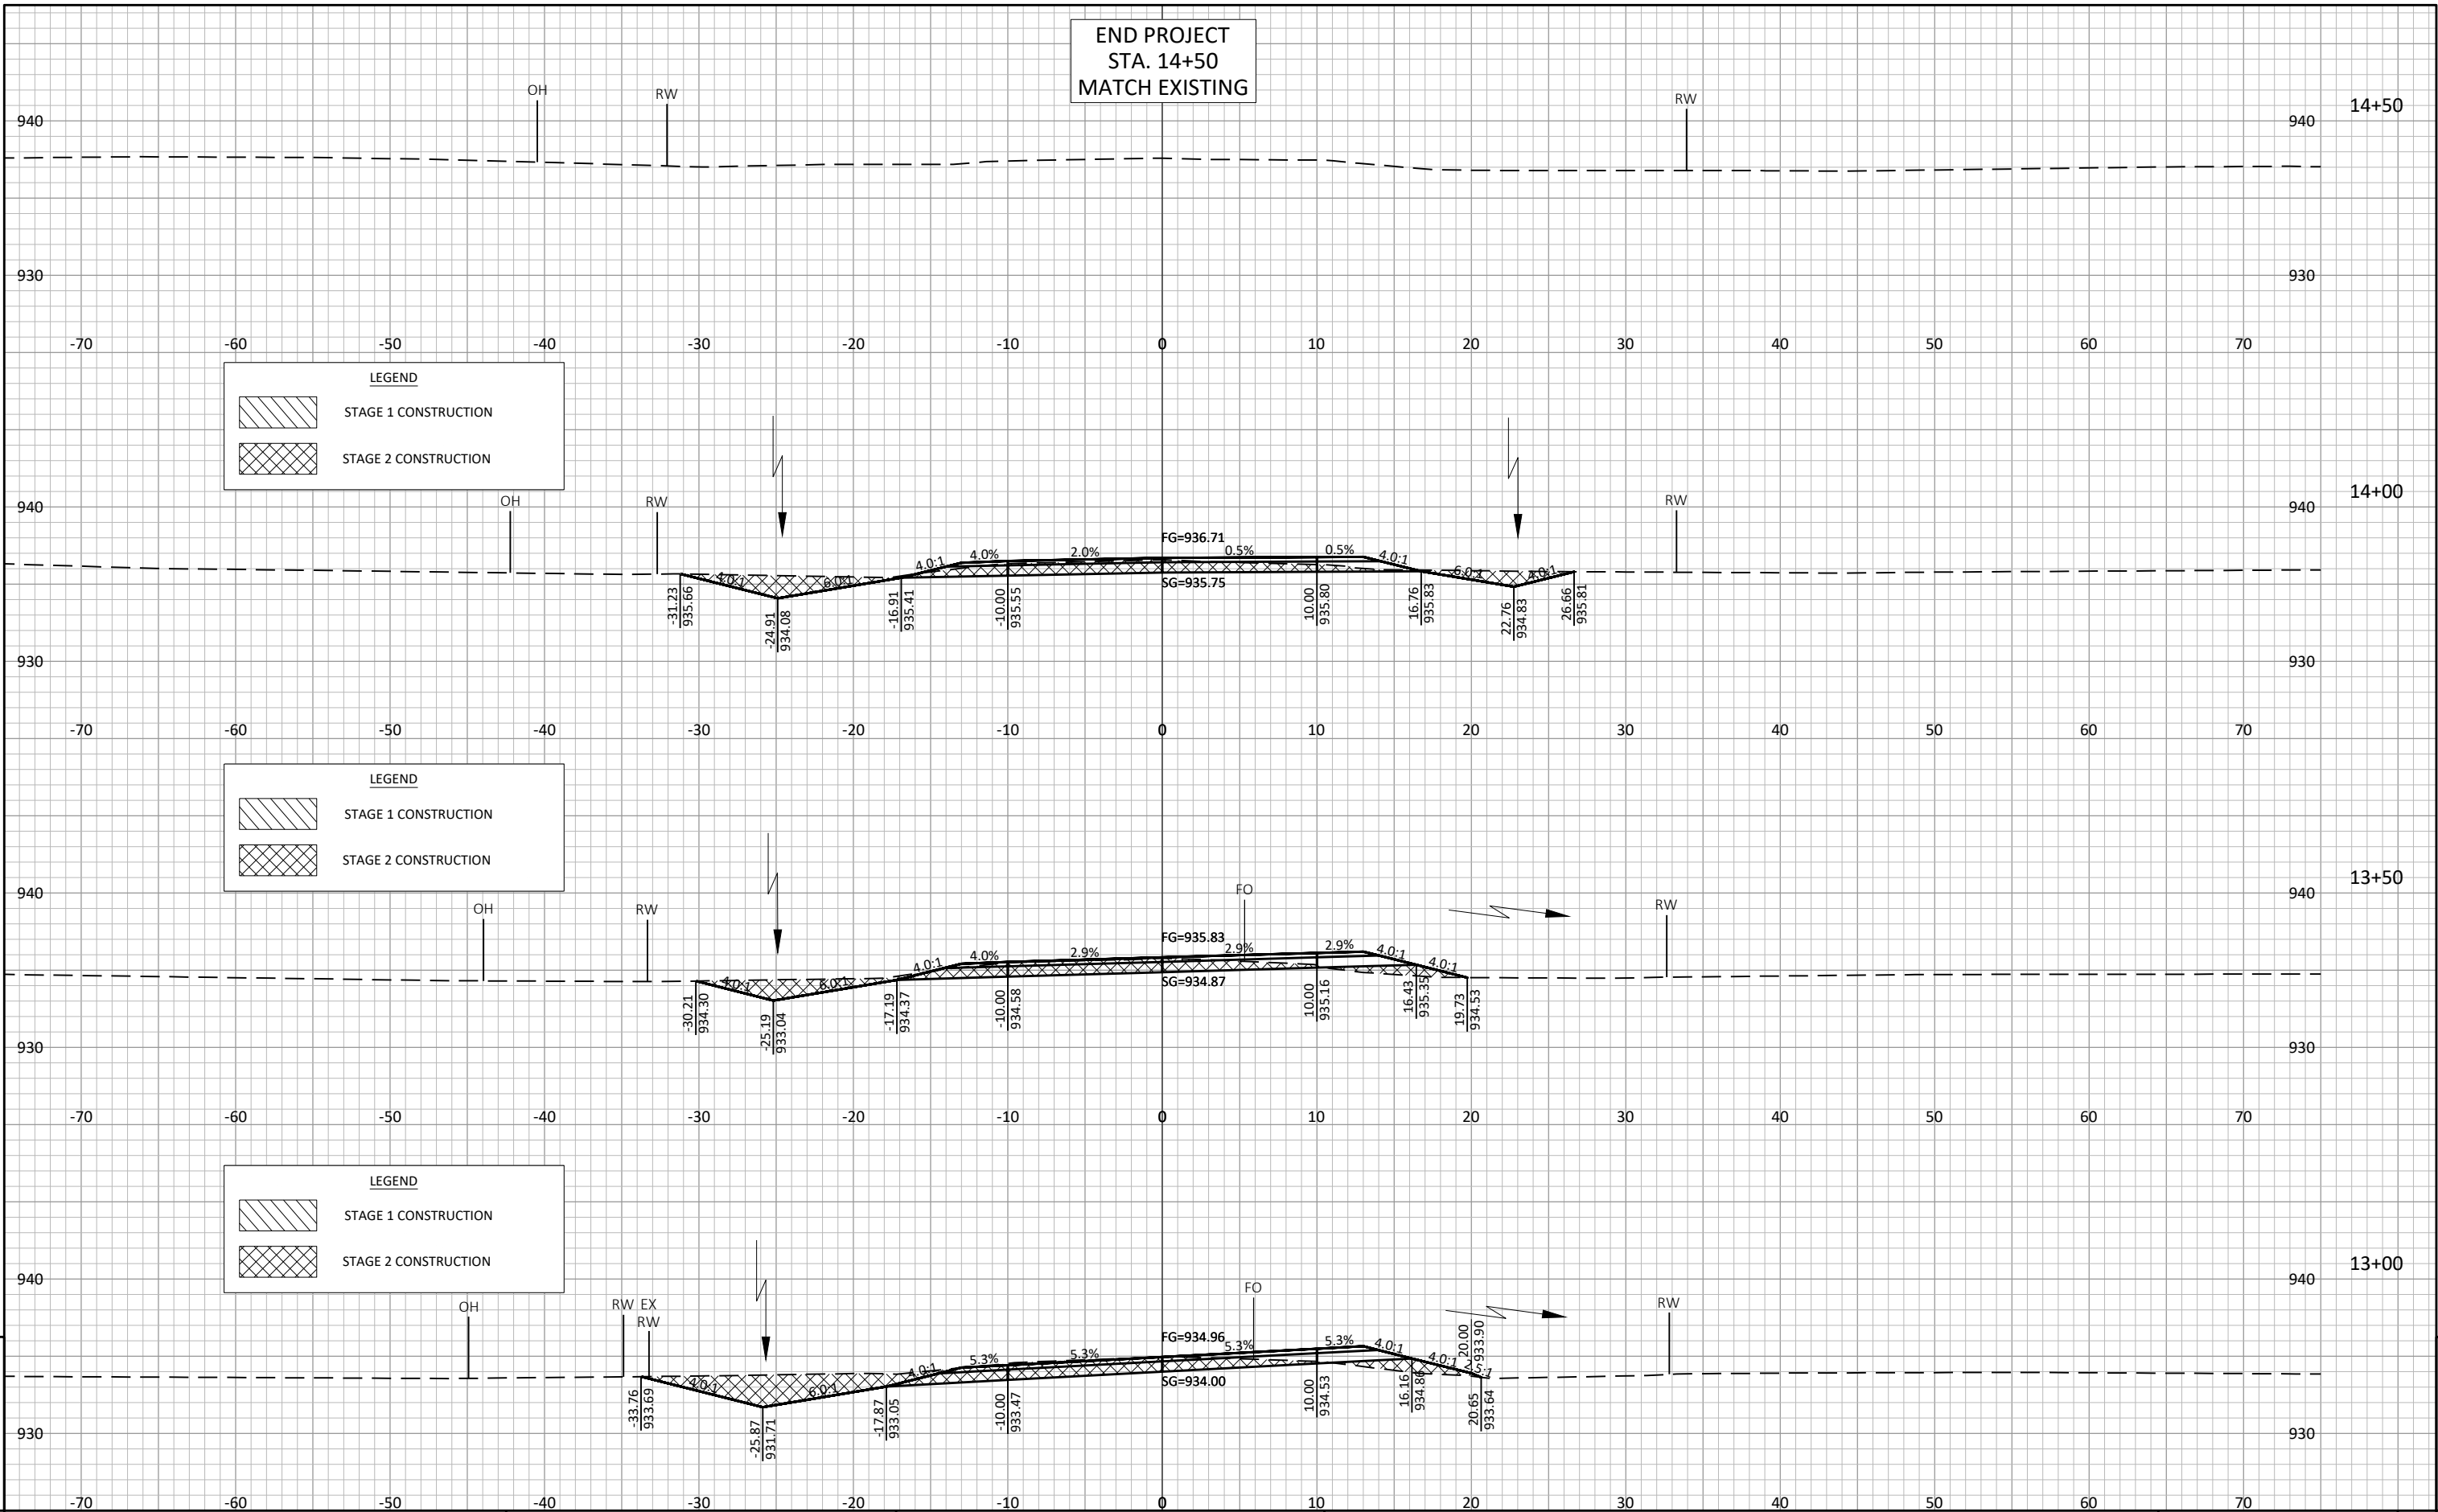 END PROJECT
STA. 14+50
MATCH EXISTING
OH
RW
RW
14+50
940
940
930
930
-70 -60 -50 -40 -30 -20 -10 0 10 20 30 40 50 60 70
LEGEND
STAGE 1 CONSTRUCTION
STAGE 2 CONSTRUCTION
OH
RW
RW
14+00
940
940
FG=936.71
4.0:1
6.0:1
4.0:1
4.0%
2.0%
0.5%
0.5%
4.0:1
6.0:1
4.0:1
SG=935.75
-31.23
935.66
-24.91
934.08
-16.91
935.41
-10.00
935.55
10.00
935.80
16.76
935.83
22.76
934.83
26.66
935.81
930
930
-70 -60 -50 -40 -30 -20 -10 0 10 20 30 40 50 60 70
LEGEND
STAGE 1 CONSTRUCTION
STAGE 2 CONSTRUCTION
OH
RW
FO
RW
13+50
940
940
FG=935.83
4.0:1
6.0:1
4.0:1
4.0%
2.9%
2.9%
2.9%
4.0:1
4.0:1
SG=934.87
-30.21
934.30
-25.19
933.04
-17.19
934.37
-10.00
934.58
10.00
935.16
16.43
935.35
19.73
934.53
930
930
-70 -60 -50 -40 -30 -20 -10 0 10 20 30 40 50 60 70
LEGEND
STAGE 1 CONSTRUCTION
STAGE 2 CONSTRUCTION
OH
RW EX
RW
FO
RW
13+00
940
940
FG=934.96
4.0:1
6.0:1
4.0:1
5.3%
5.3%
5.3%
5.3%
4.0:1
4.0:1
2.5:1
20.00
933.90
SG=934.00
-33.76
933.69
-25.87
931.71
-17.87
933.05
-10.00
933.47
10.00
934.53
16.16
934.86
20.65
933.64
930
930
-70 -60 -50 -40 -30 -20 -10 0 10 20 30 40 50 60 70